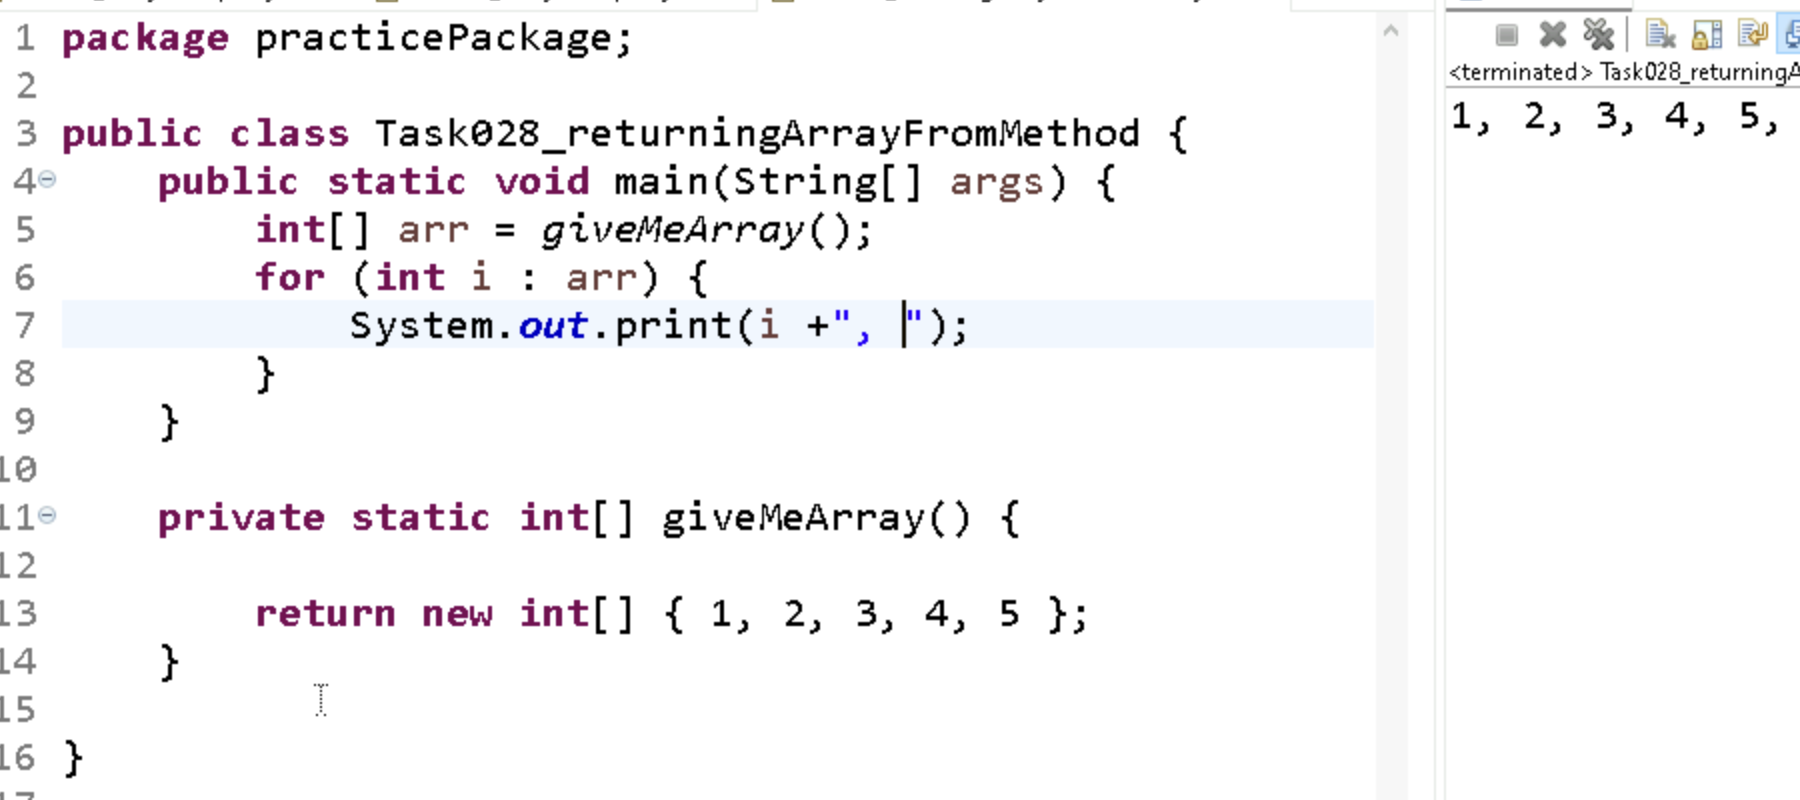 1 package practicePackage;
2
3 public class Task028_returningArrayFromMethod {
4 public static void main(String[] args) {
5 int[] arr = giveMeArray();
6 for (int i : arr) {
7 System.out.print(i +", ");
8 }
9 }
10
11 private static int[] giveMeArray() {
12
13 return new int[] { 1, 2, 3, 4, 5 };
14 }
15
16 }
17
<terminated> Task028_returningA
1, 2, 3, 4, 5,